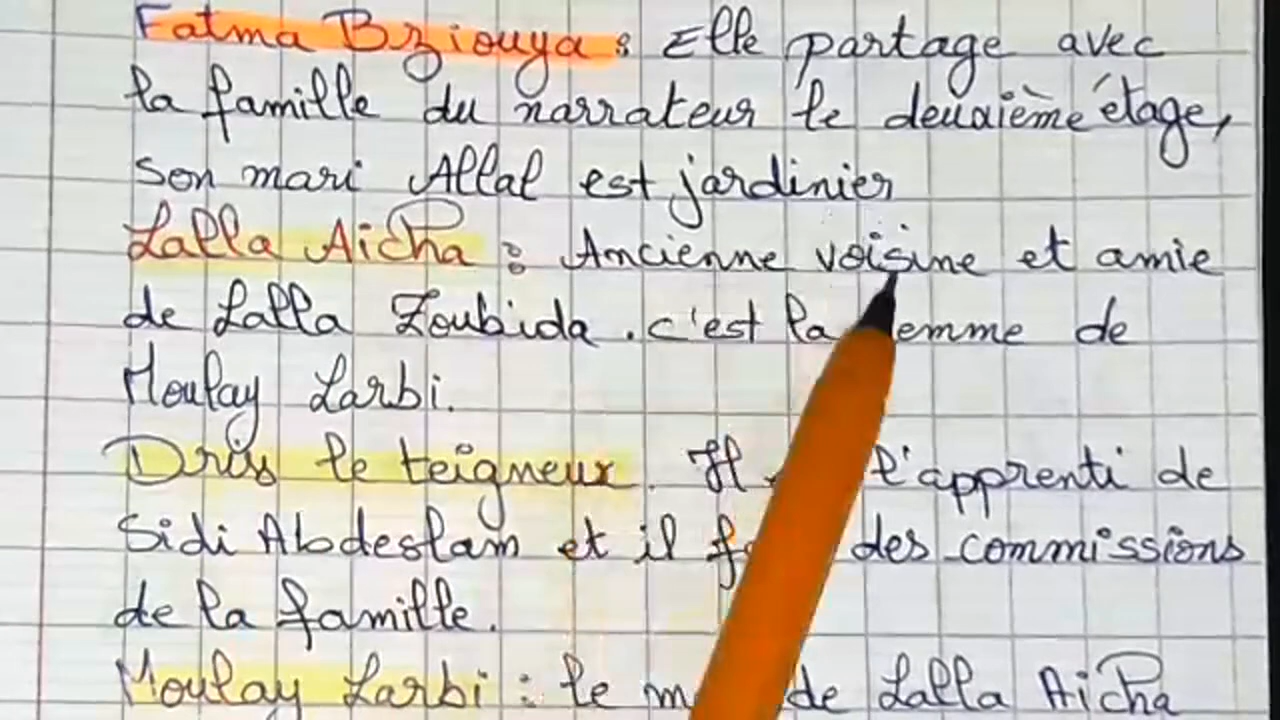 Fatma Bziouya : Elle partage avec
la famille du narrateur le deuxième étage,
son mari Allal est jardinier
Lalla Aicha : Ancienne voisine et amie
de Lalla Zoubida . c'est la emme de
Moulay Larbi.
Driss le teigneux . Il l'apprenti de
Sidi Abdeslam et il des commissions
de la famille.
Moulay Larbi : le de Lalla Aicha